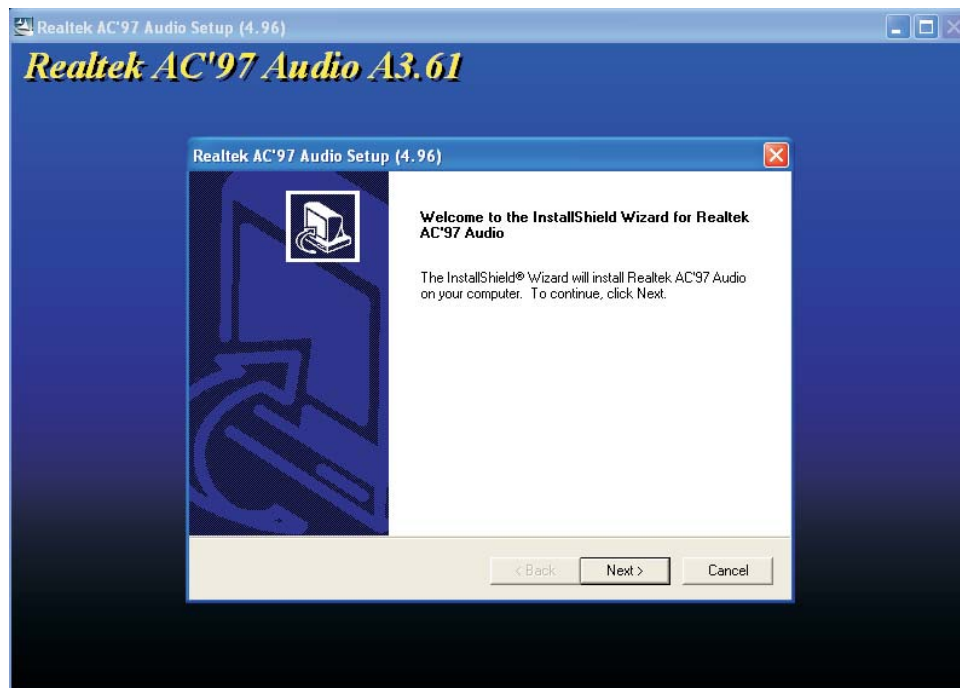 Realtek AC'97 Audio Setup (4.96)
Realtek AC'97 Audio A3.61
Realtek AC'97 Audio Setup (4.96)
Welcome to the InstallShield Wizard for Realtek
AC'97 Audio
The InstallShield® Wizard will install Realtek AC'97 Audio
on your computer. To continue, click Next.
< Back
Next >
Cancel